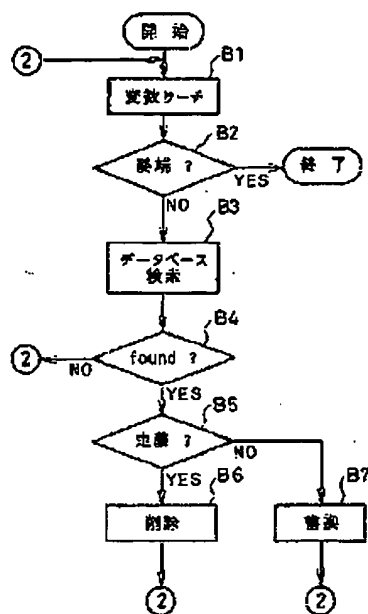 開始
②
B1
変数サーチ
B2
終端 ?
YES
終了
NO
B3
データベース
検索
B4
found ?
②
NO
YES
B5
定義 ?
NO
YES
B6
B7
削除
置換
②
②